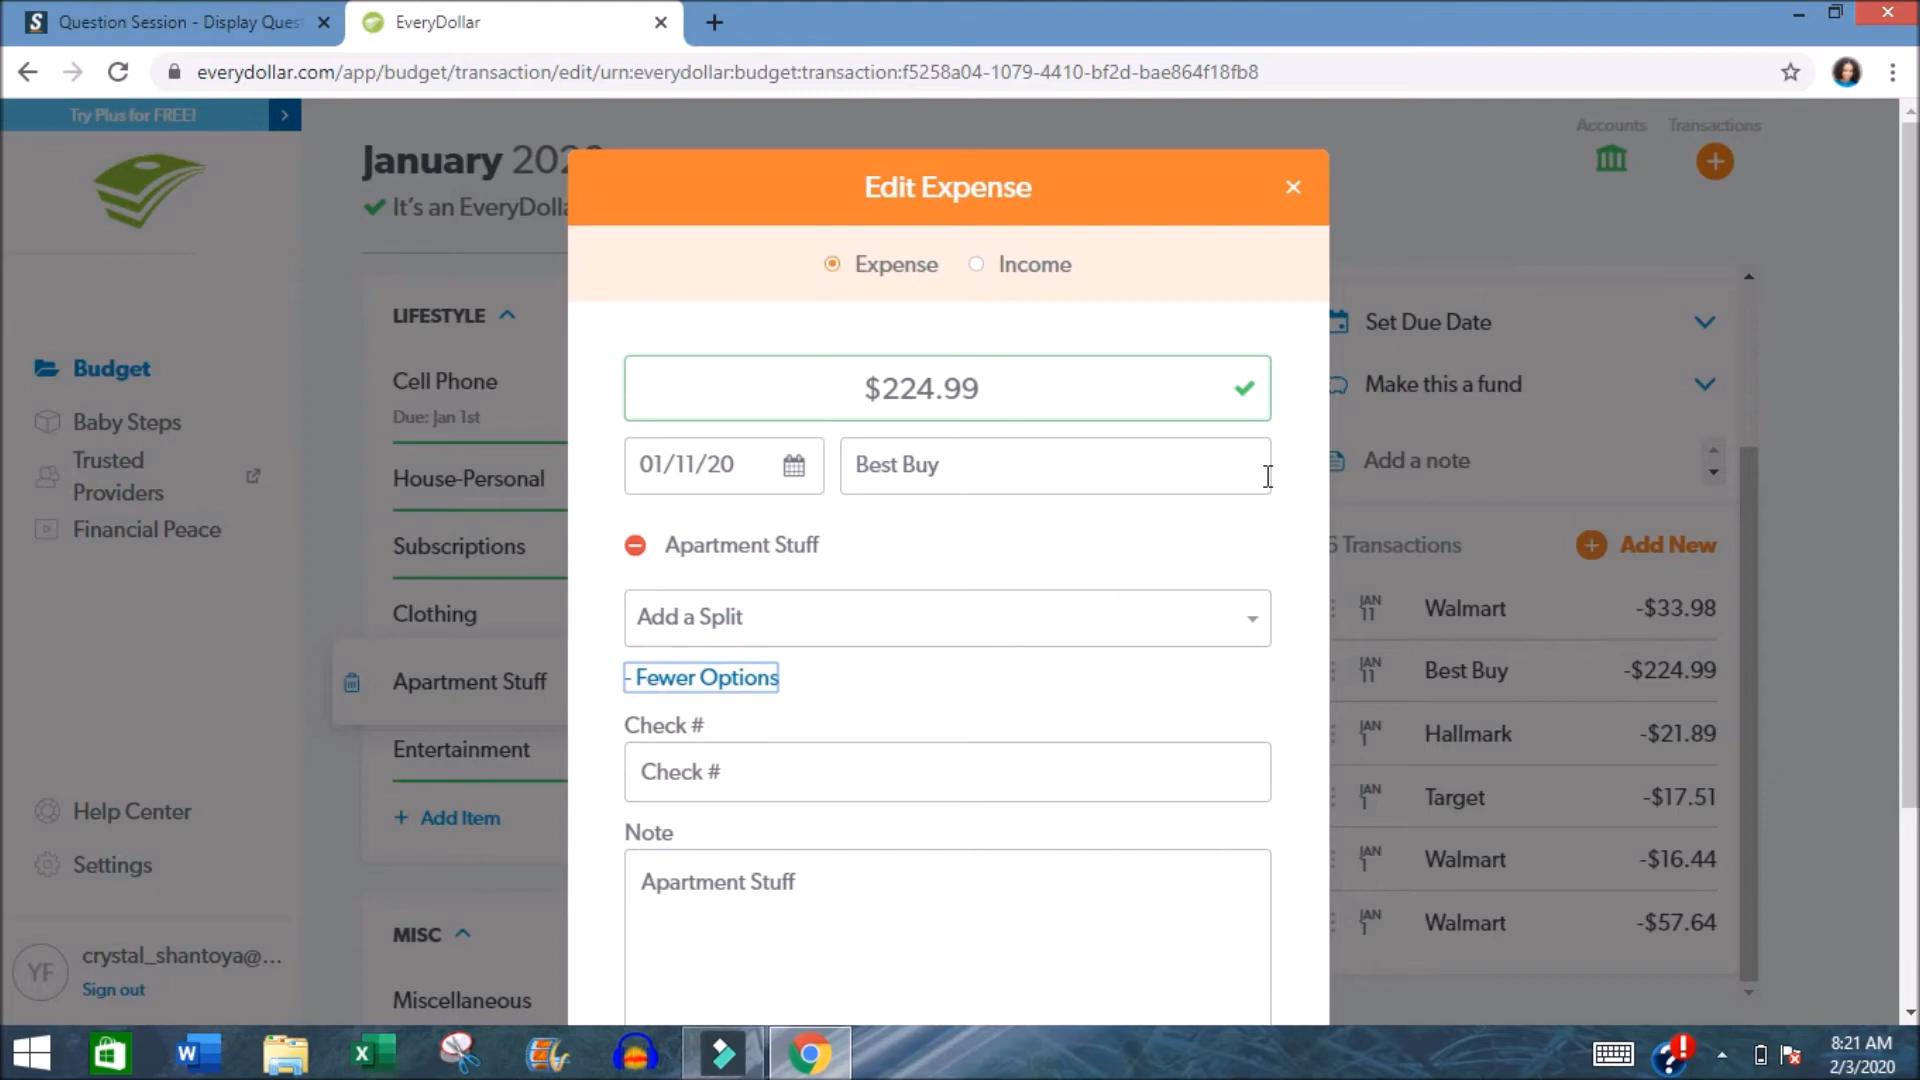 Question Session - Display Ques
EveryDollar
everydollar.com/app/budget/transaction/edit/urn:everydollar:budget:transaction:f5258a04-1079-4410-bf2d-bae864f18fb8
Try Plus for FREE!
Budget
Baby Steps
Trusted
Providers
Financial Peace
Help Center
Settings
YF
crystal_shantoya@...
Sign out
January 202
It's an EveryDolla
Accounts
Transactions
LIFESTYLE
Cell Phone
Due: Jan 1st
House-Personal
Subscriptions
Clothing
Apartment Stuff
Entertainment
+ Add Item
MISC
Miscellaneous
Edit Expense
Expense
Income
$224.99
01/11/20
Best Buy
Apartment Stuff
Add a Split
- Fewer Options
Check #
Check #
Note
Apartment Stuff
Set Due Date
Make this a fund
Add a note
Transactions
Add New
JAN 11 Walmart -$33.98
JAN 11 Best Buy -$224.99
JAN 1 Hallmark -$21.89
JAN 1 Target -$17.51
JAN 1 Walmart -$16.44
JAN 1 Walmart -$57.64
8:21 AM
2/3/2020